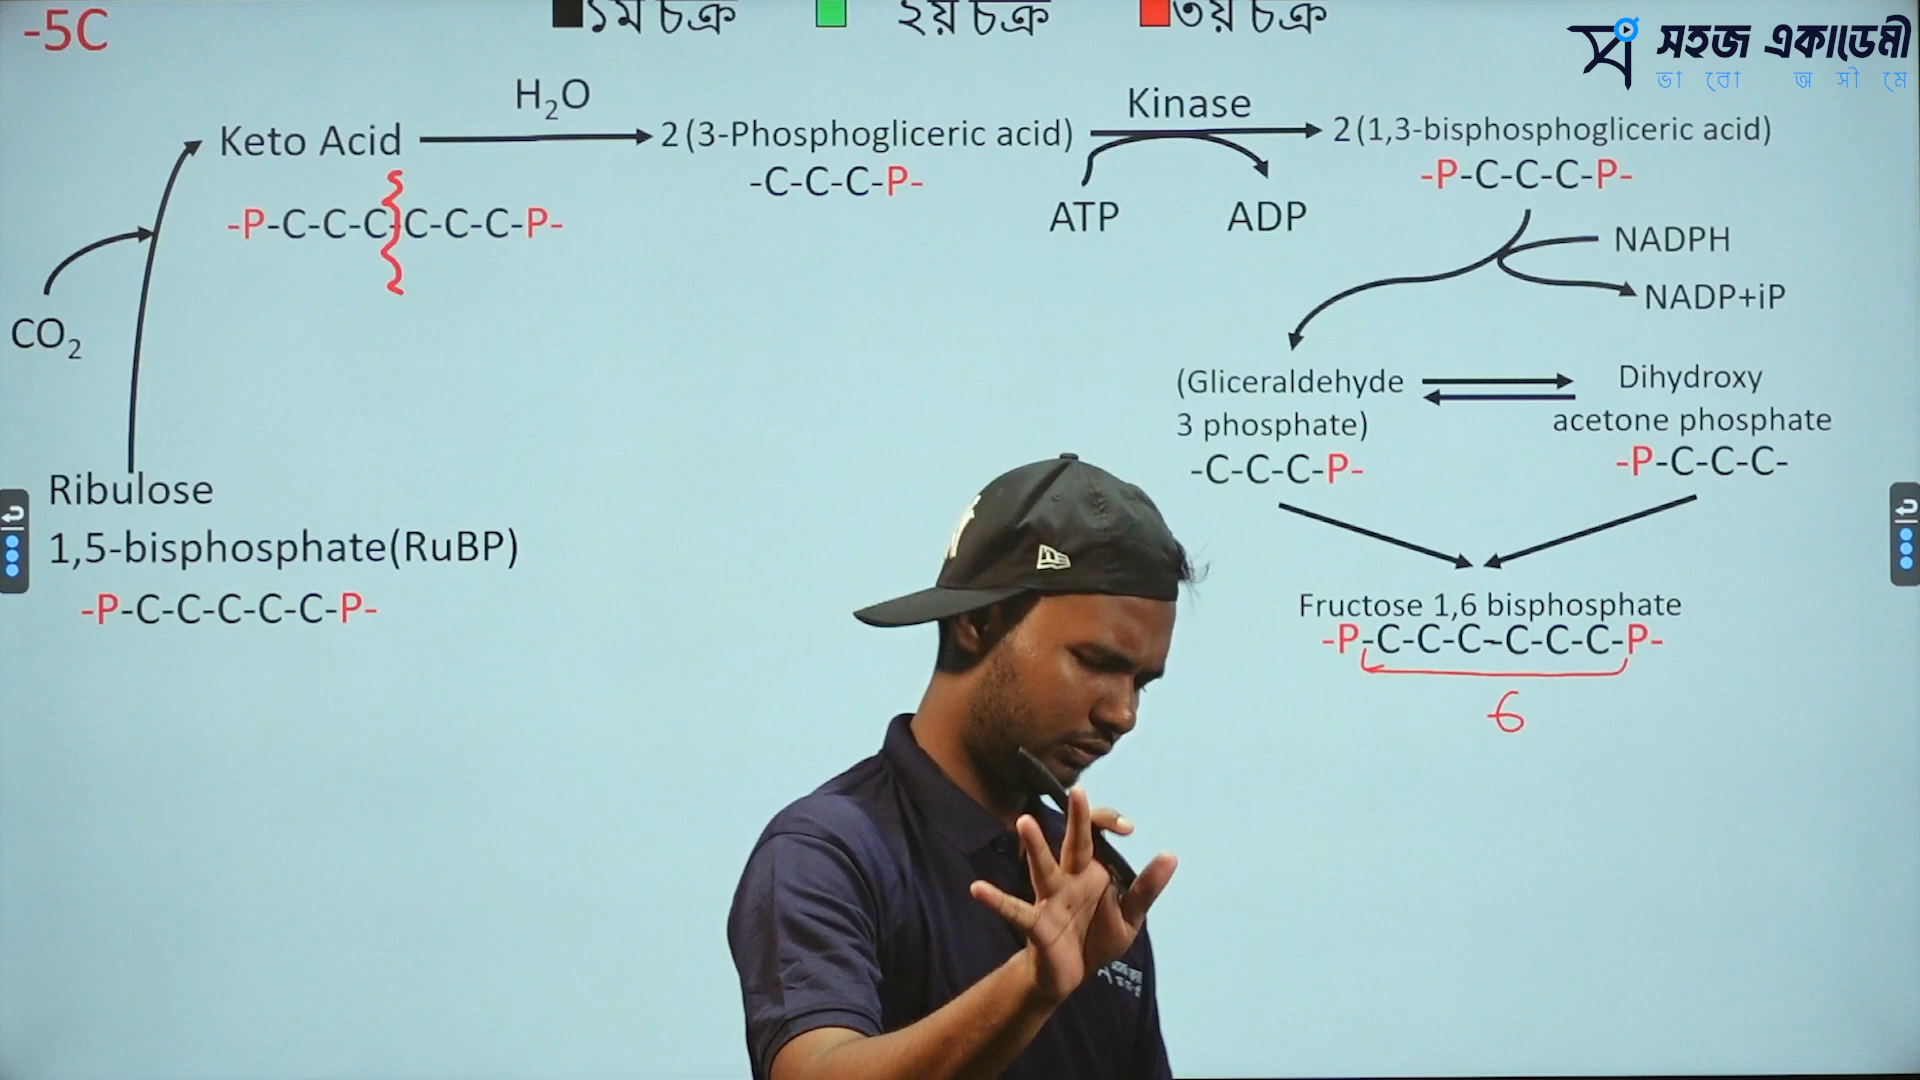 -5C
১ম চক্র
২য় চক্র
৩য় চক্র
সহজ একাডেমী
ভাবো অসীমে
H₂O
Keto Acid
2(3-Phosphogliceric acid)
Kinase
2(1,3-bisphosphogliceric acid)
-P-C-C-C-C-C-C-P-
-C-C-C-P-
ATP
ADP
-P-C-C-C-P-
NADPH
NADP+iP
CO₂
(Gliceraldehyde
3 phosphate)
-C-C-C-P-
Dihydroxy
acetone phosphate
-P-C-C-C-
Ribulose
1,5-bisphosphate(RuBP)
-P-C-C-C-C-C-P-
Fructose 1,6 bisphosphate
-P-C-C-C-C-C-C-P-
6